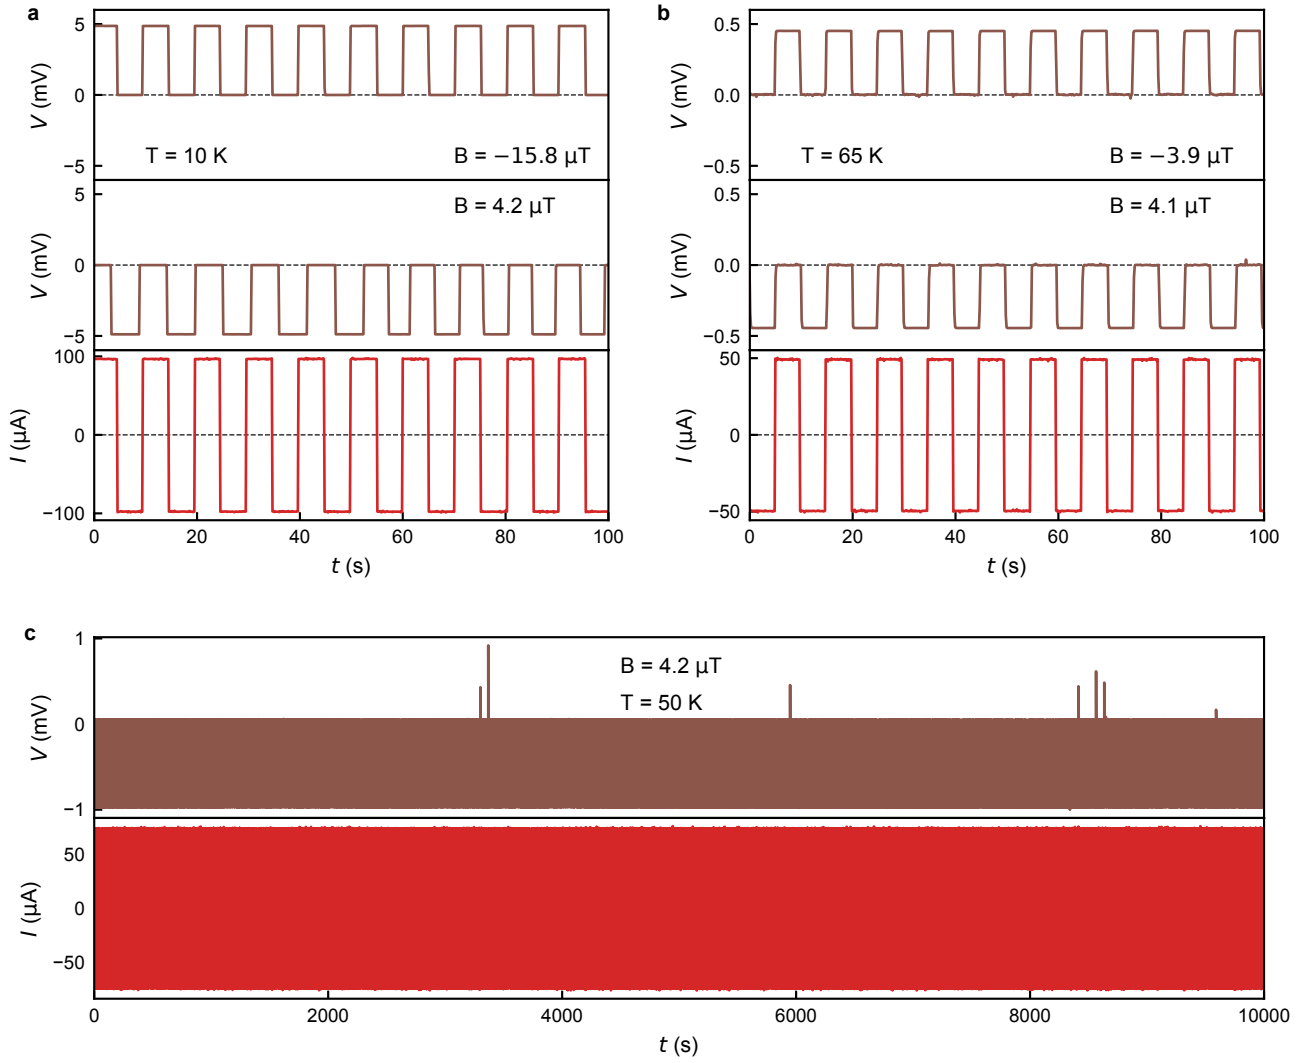 a
V (mV)
5
0
−5
T = 10 K
B = −15.8 µT
V (mV)
5
0
−5
B = 4.2 µT
I (µA)
100
0
−100
0 20 40 60 80 100
t (s)
b
V (mV)
0.5
0.0
−0.5
T = 65 K
B = −3.9 µT
V (mV)
0.5
0.0
−0.5
B = 4.1 µT
I (µA)
50
0
−50
0 20 40 60 80 100
t (s)
c
V (mV)
1
0
−1
B = 4.2 µT
T = 50 K
I (µA)
50
0
−50
0 2000 4000 6000 8000 10000
t (s)